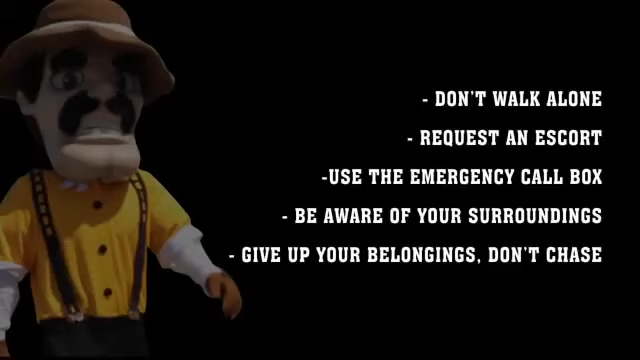 - DON'T WALK ALONE
- REQUEST AN ESCORT
-USE THE EMERGENCY CALL BOX
- BE AWARE OF YOUR SURROUNDINGS
- GIVE UP YOUR BELONGINGS, DON'T CHASE